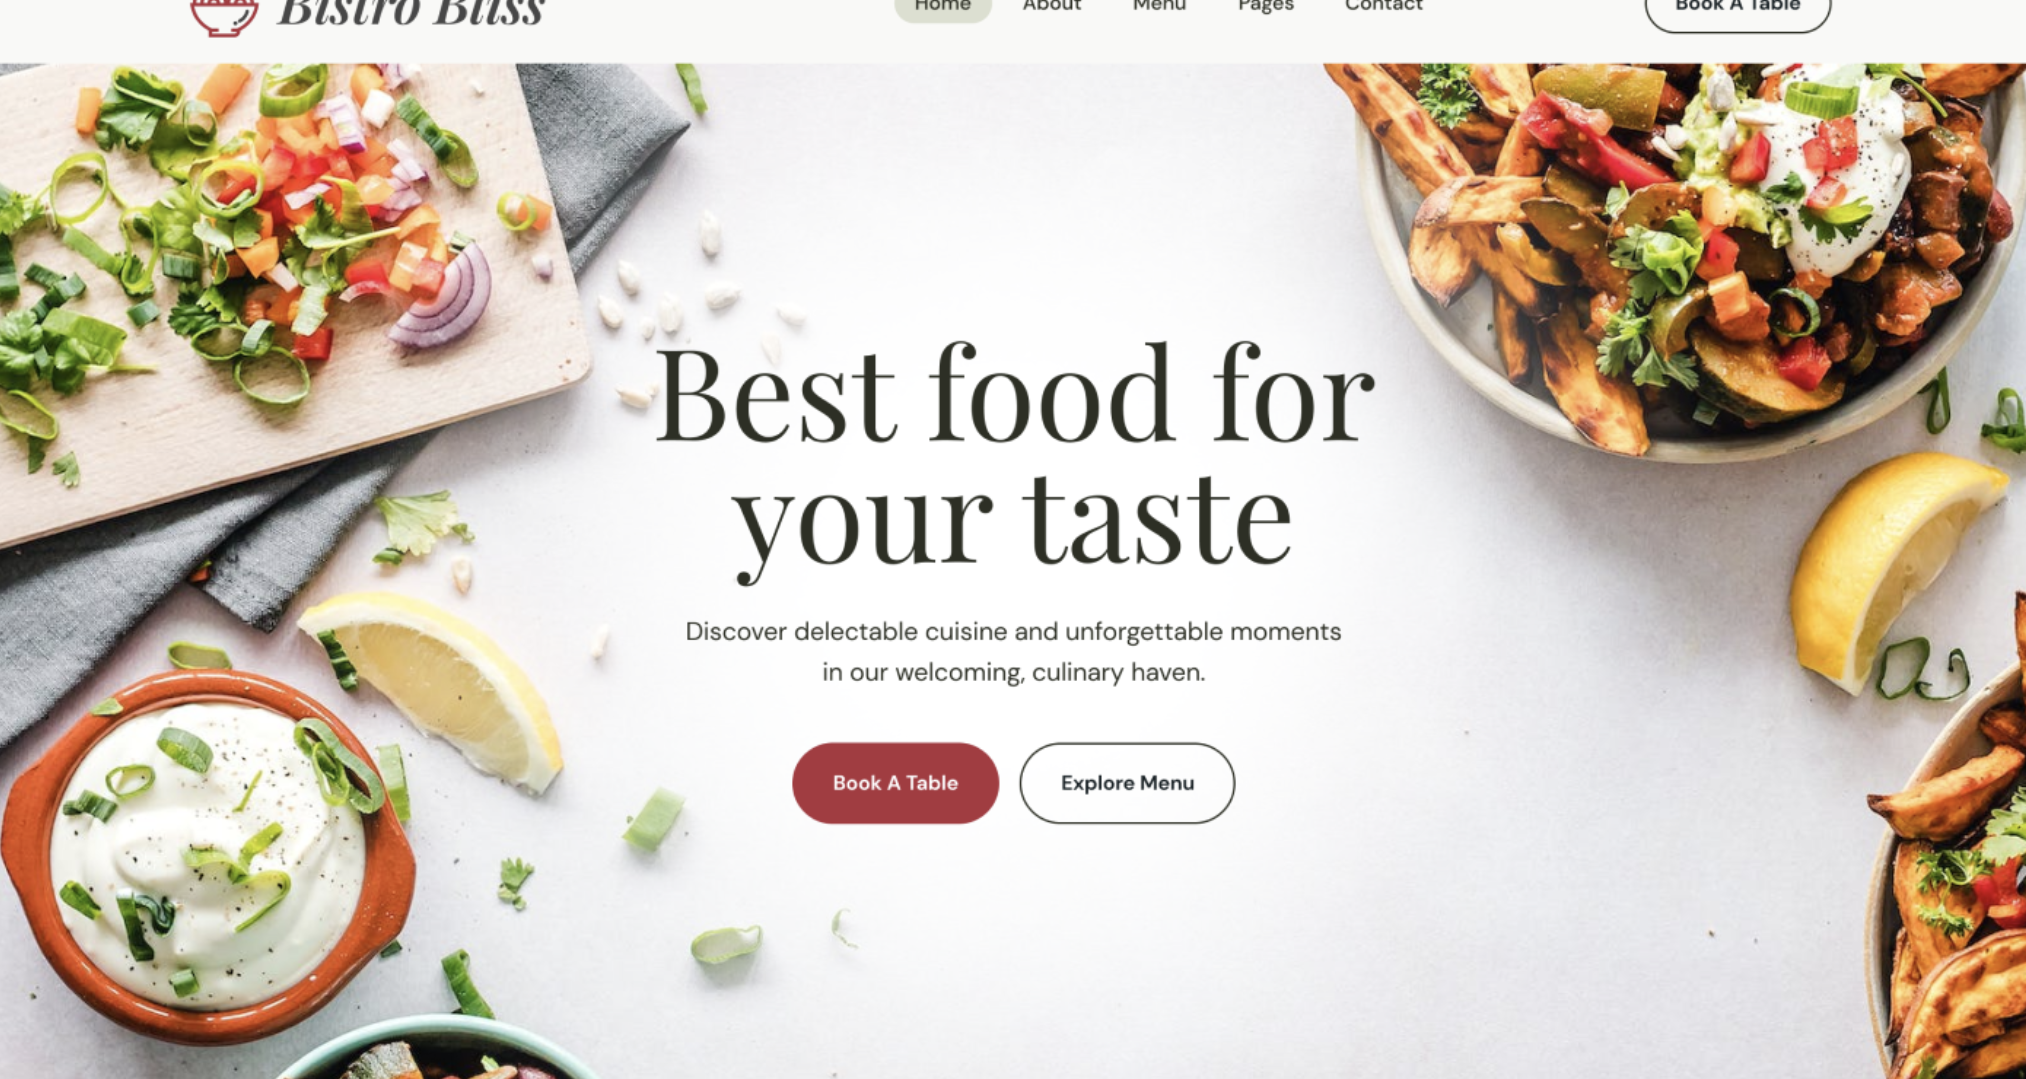 Bistro Bliss
Home About Menu Pages Contact
Book A Table
Best food for
your taste
Discover delectable cuisine and unforgettable moments
in our welcoming, culinary haven.
Book A Table Explore Menu